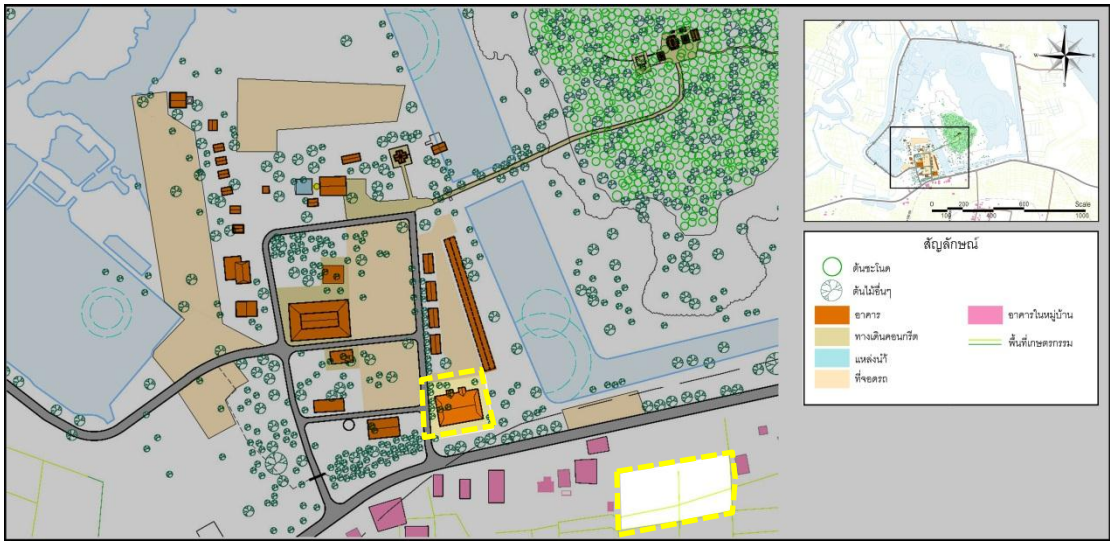 N
W
E
S
0
200
600
Scale
100
400
1000
สัญลักษณ์
ต้นชะโนด
ต้นไม้อื่นๆ
อาคาร
อาคารในหมู่บ้าน
ทางเดินคอนกรีต
พื้นที่เกษตรกรรม
แหล่งน้ำ
ที่จอดรถ